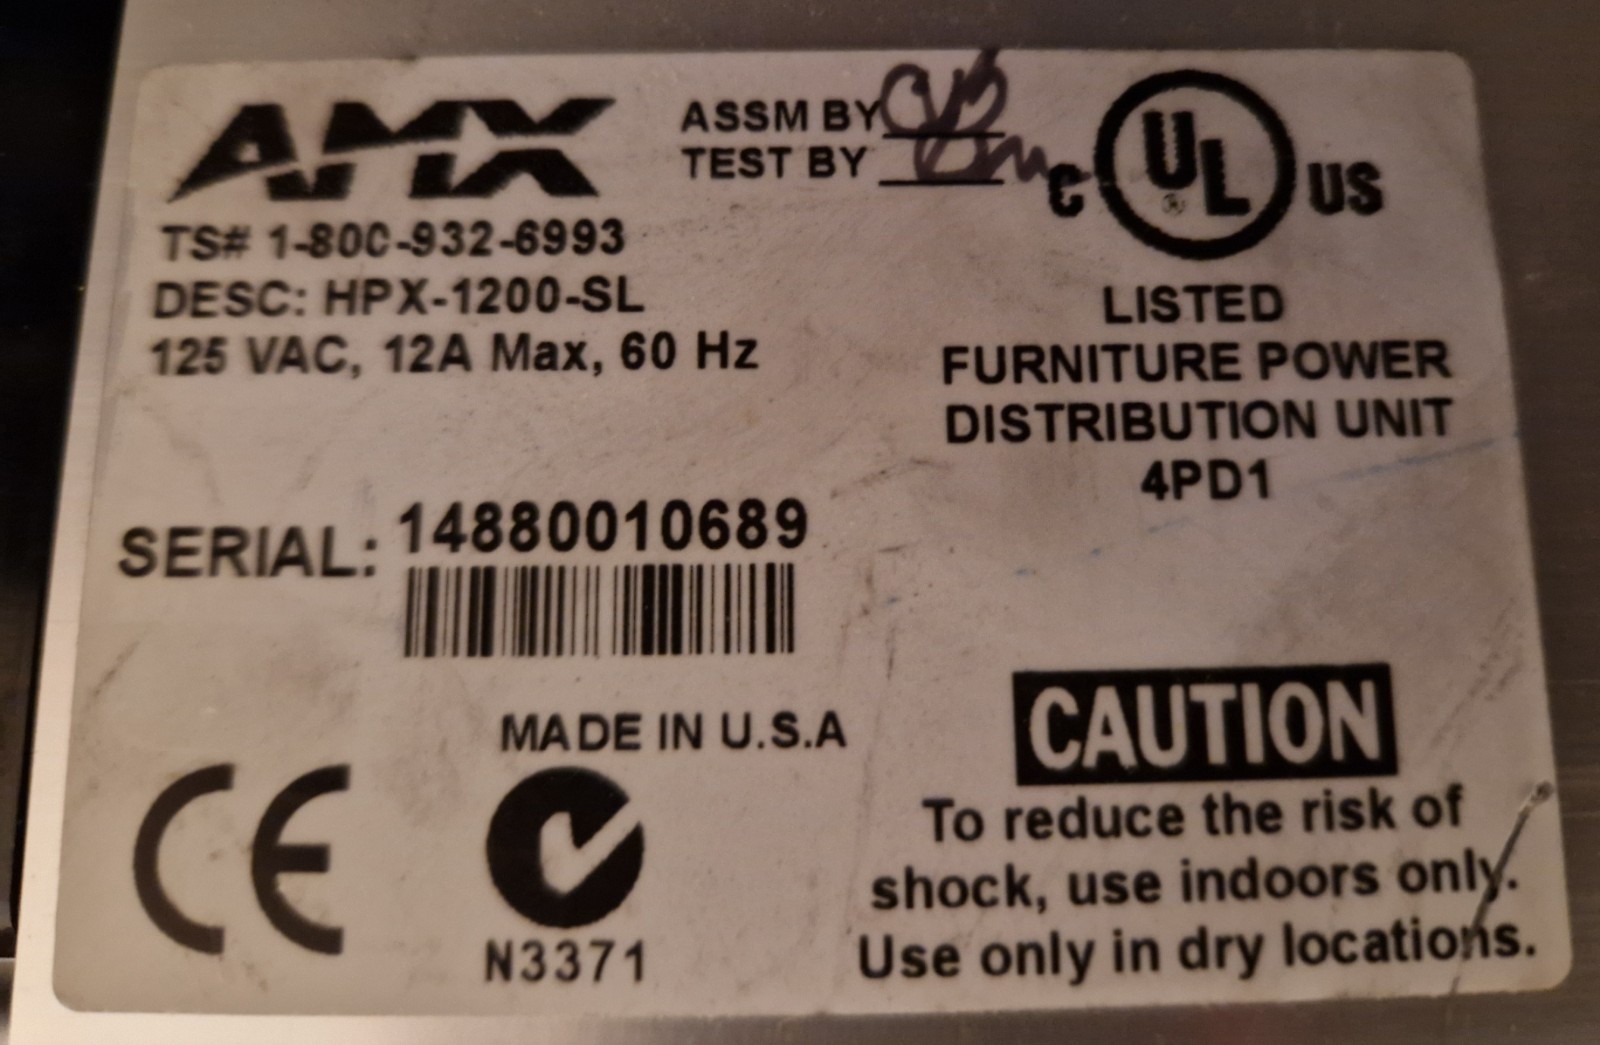 AMX
ASSM BY
TEST BY
C UL ® US
TS# 1-800-932-6993
DESC: HPX-1200-SL
125 VAC, 12A Max, 60 Hz
LISTED
FURNITURE POWER
DISTRIBUTION UNIT
4PD1
SERIAL: 14880010689
MADE IN U.S.A
CE
N3371
CAUTION
To reduce the risk of
shock, use indoors only.
Use only in dry locations.